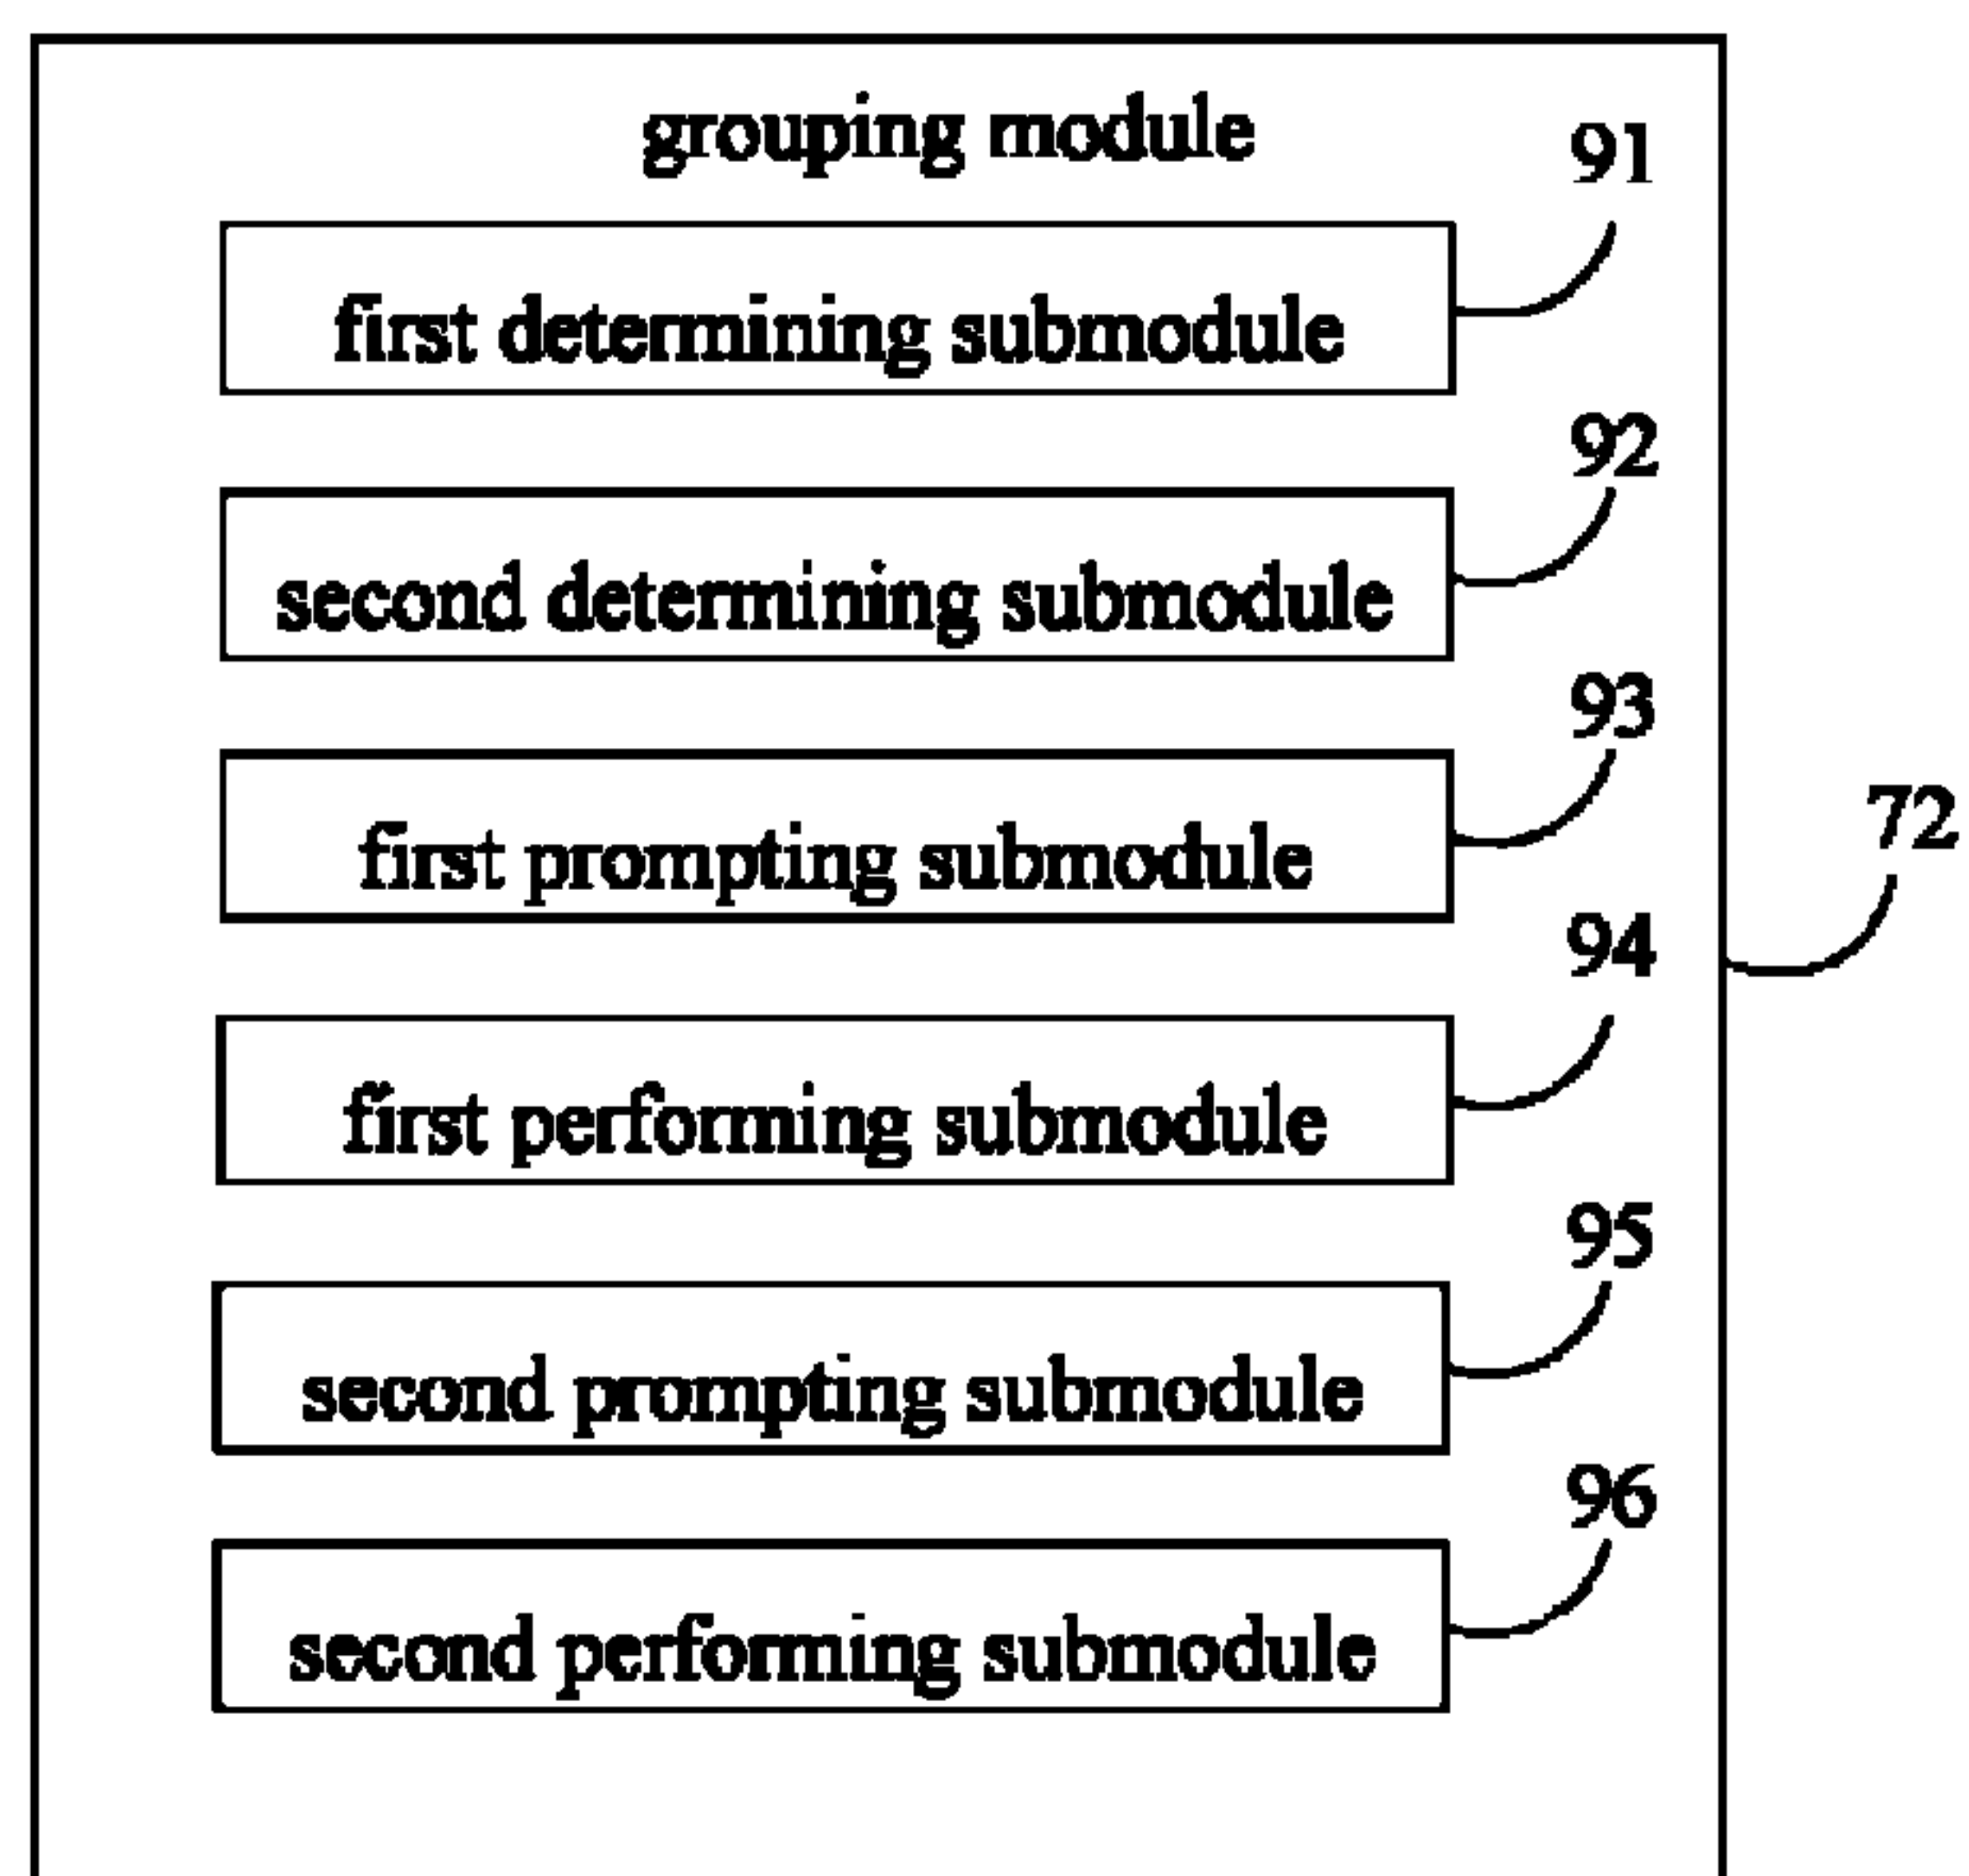 grouping module
91
first determining submodule
92
second determining submodule
93
first prompting submodule
72
94
first performing submodule
95
second prompting submodule
96
second performing submodule